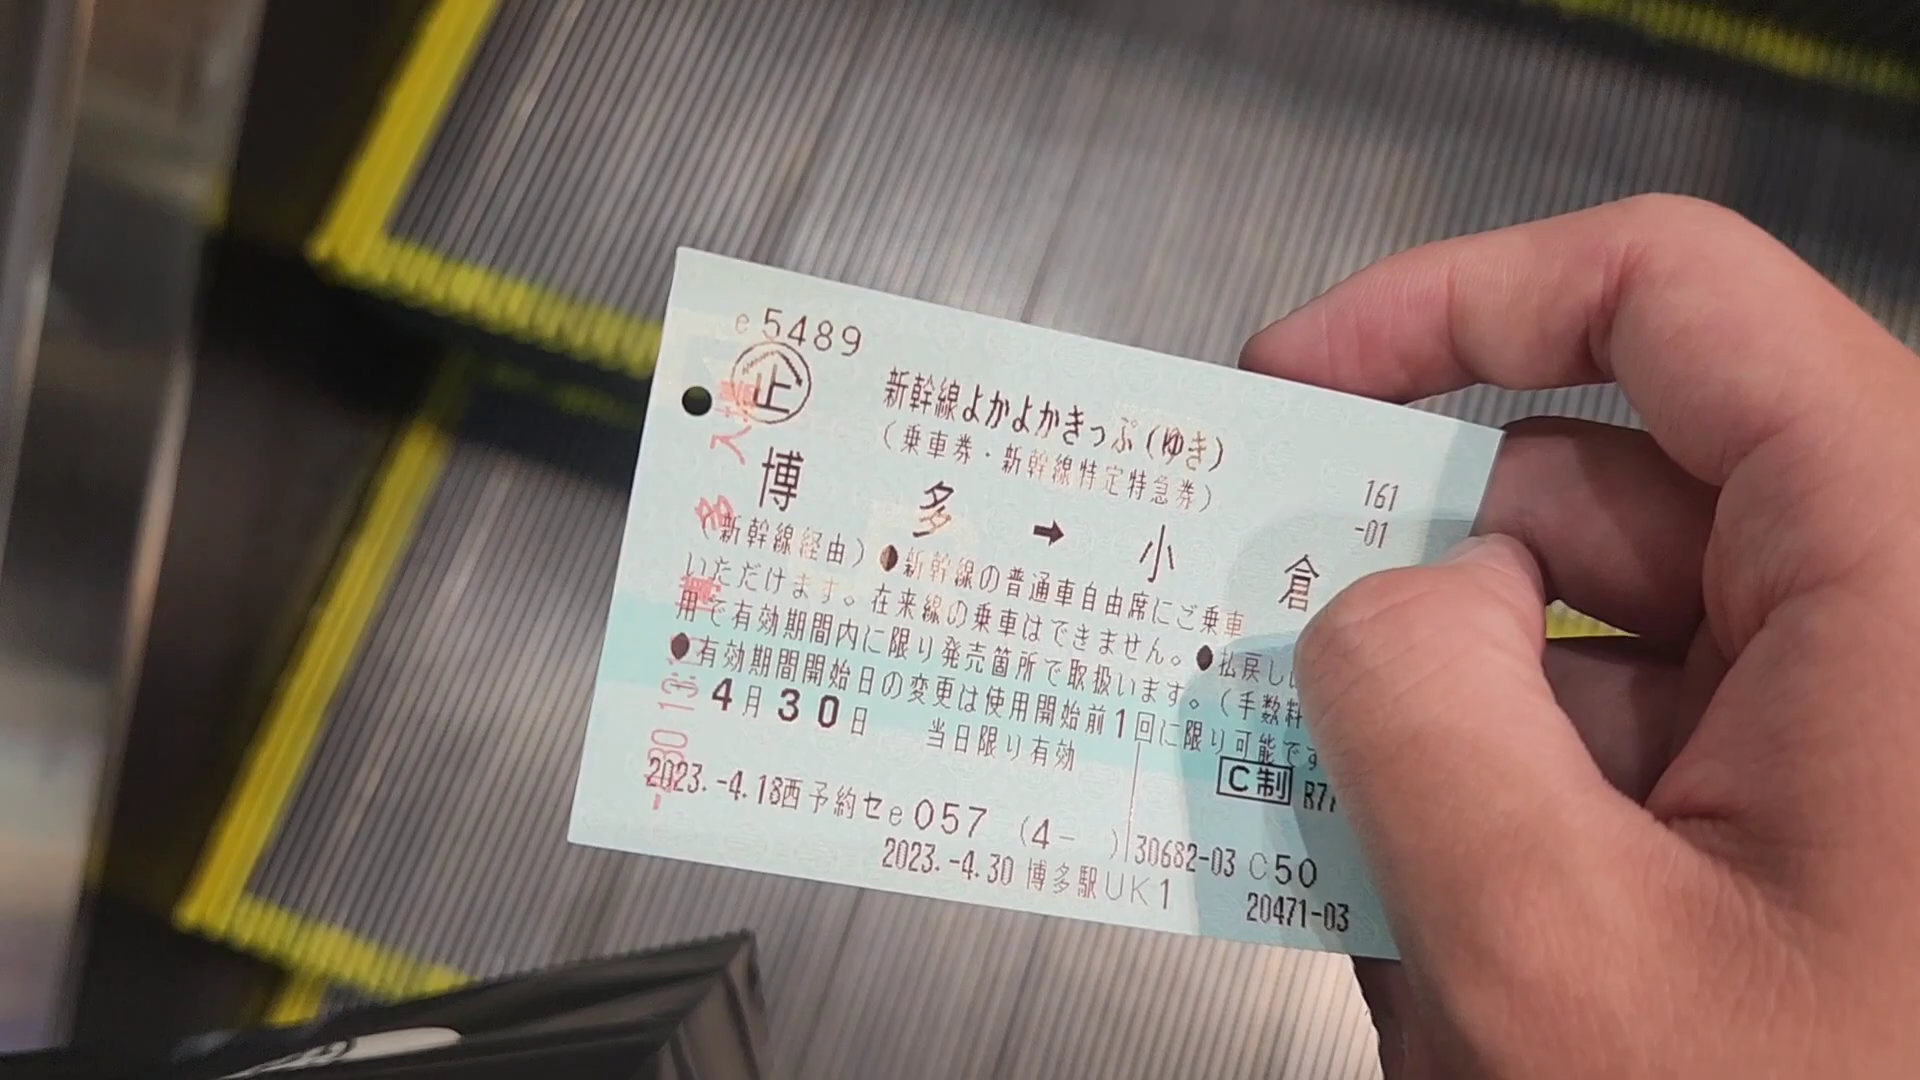 e5489
新幹線よかよかきっぷ(ゆき)
(乗車券・新幹線特定特急券)
161
-01
博多➡小倉
(新幹線経由)●新幹線の普通車自由席にご乗車
いただけます。在来線の乗車はできません。●払戻し
用で有効期間内に限り発売箇所で取扱います。(手数料
●有効期間開始日の変更は使用開始前1回に限り可能です
4月30日 当日限り有効
C制 R7
2023.-4.18西予約セe057 (4- ) 30682-03 C50
2023.-4.30 博多駅UK1 20471-03
入場